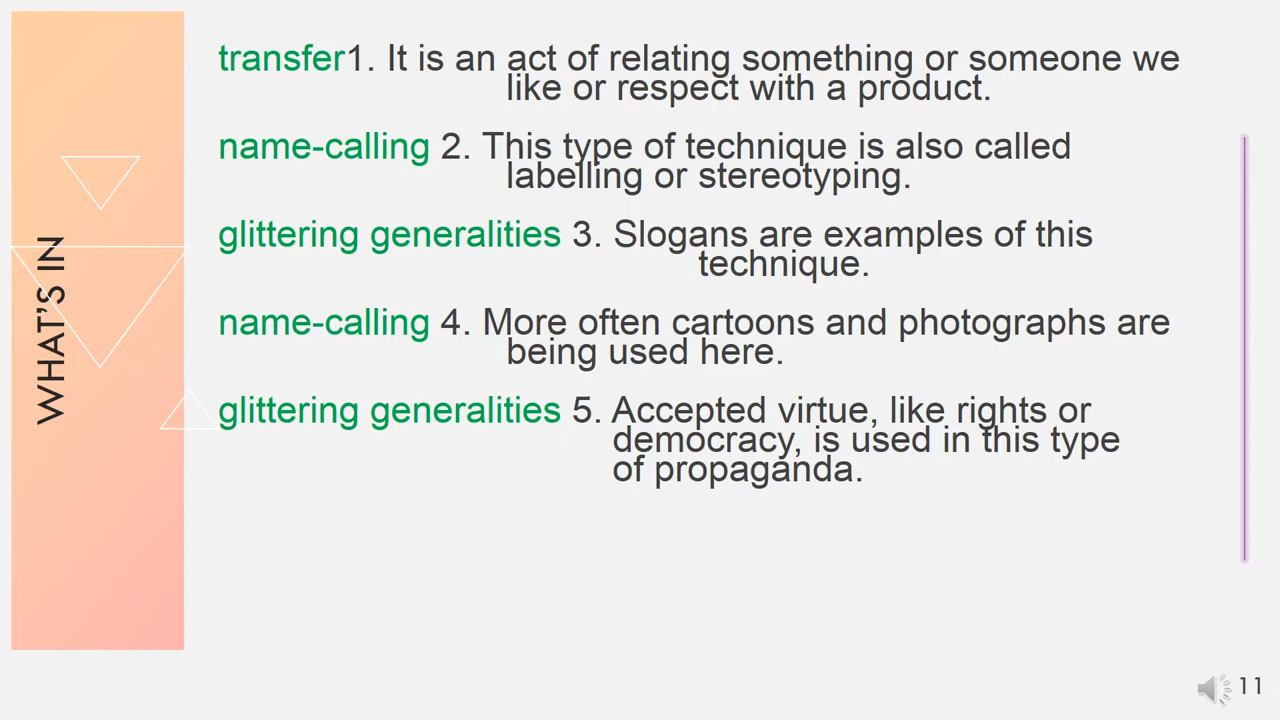 WHAT'S IN
transfer1. It is an act of relating something or someone we
like or respect with a product.
name-calling 2. This type of technique is also called
labelling or stereotyping.
glittering generalities 3. Slogans are examples of this
technique.
name-calling 4. More often cartoons and photographs are
being used here.
glittering generalities 5. Accepted virtue, like rights or
democracy, is used in this type
of propaganda.
11